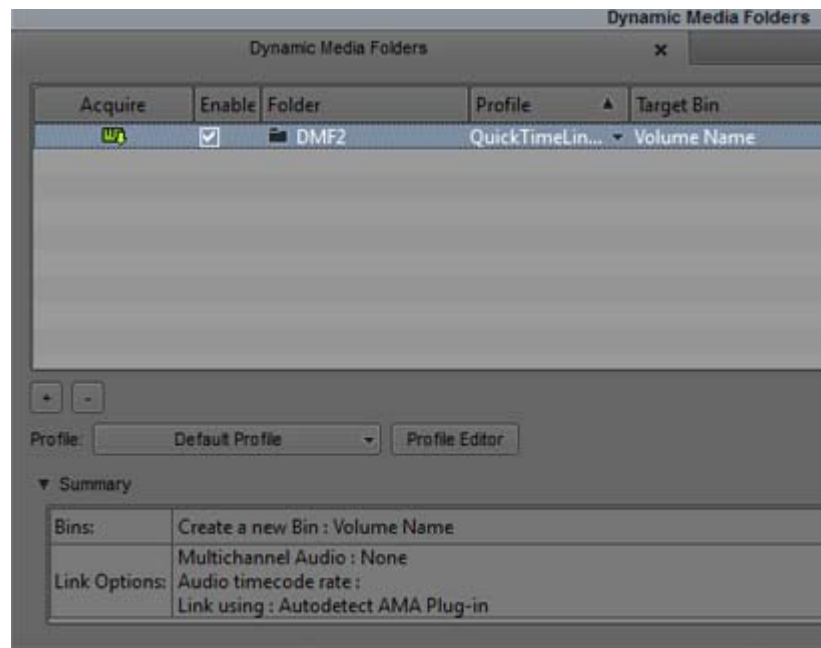 Dynamic Media Folders
Dynamic Media Folders ×
Acquire Enable Folder Profile ▲ Target Bin
DMF2 QuickTimeLin... Volume Name
+ -
Profile: Default Profile Profile Editor
▼ Summary
Bins: Create a new Bin : Volume Name
Link Options: Multichannel Audio : None
Audio timecode rate :
Link using : Autodetect AMA Plug-in